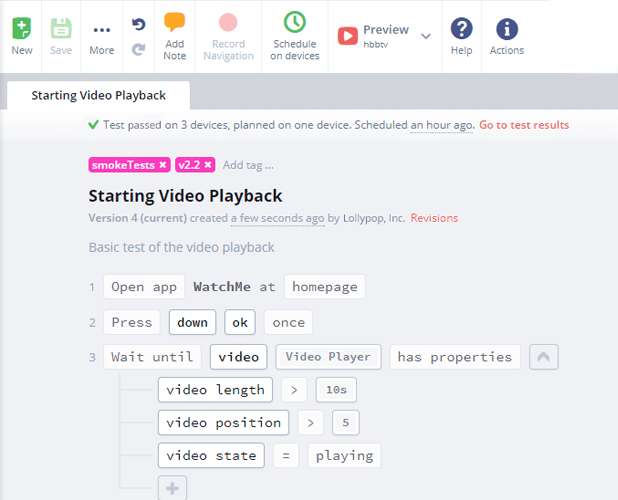 New
Save
More
Add
Note
Record
Navigation
Schedule
on devices
Preview
hbbtv
Help
Actions
Starting Video Playback
Test passed on 3 devices, planned on one device. Scheduled an hour ago. Go to test results
smokeTests × v2.2 × Add tag ...
Starting Video Playback
Version 4 (current) created a few seconds ago by Lollypop, Inc. Revisions
Basic test of the video playback
1 Open app WatchMe at homepage
2 Press down ok once
3 Wait until video Video Player has properties
video length > 10s
video position > 5
video state = playing
+